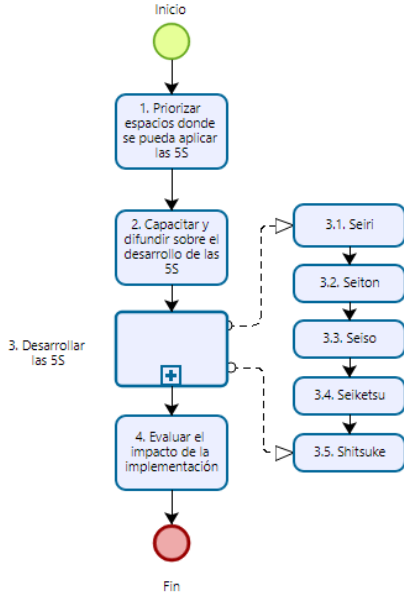 Inicio
1. Priorizar
espacios donde
se pueda aplicar
las 5S
2. Capacitar y
difundir sobre el
desarrollo de las
5S
3. Desarrollar
las 5S
4. Evaluar el
impacto de la
implementación
Fin
3.1. Seiri
3.2. Seiton
3.3. Seiso
3.4. Seiketsu
3.5. Shitsuke